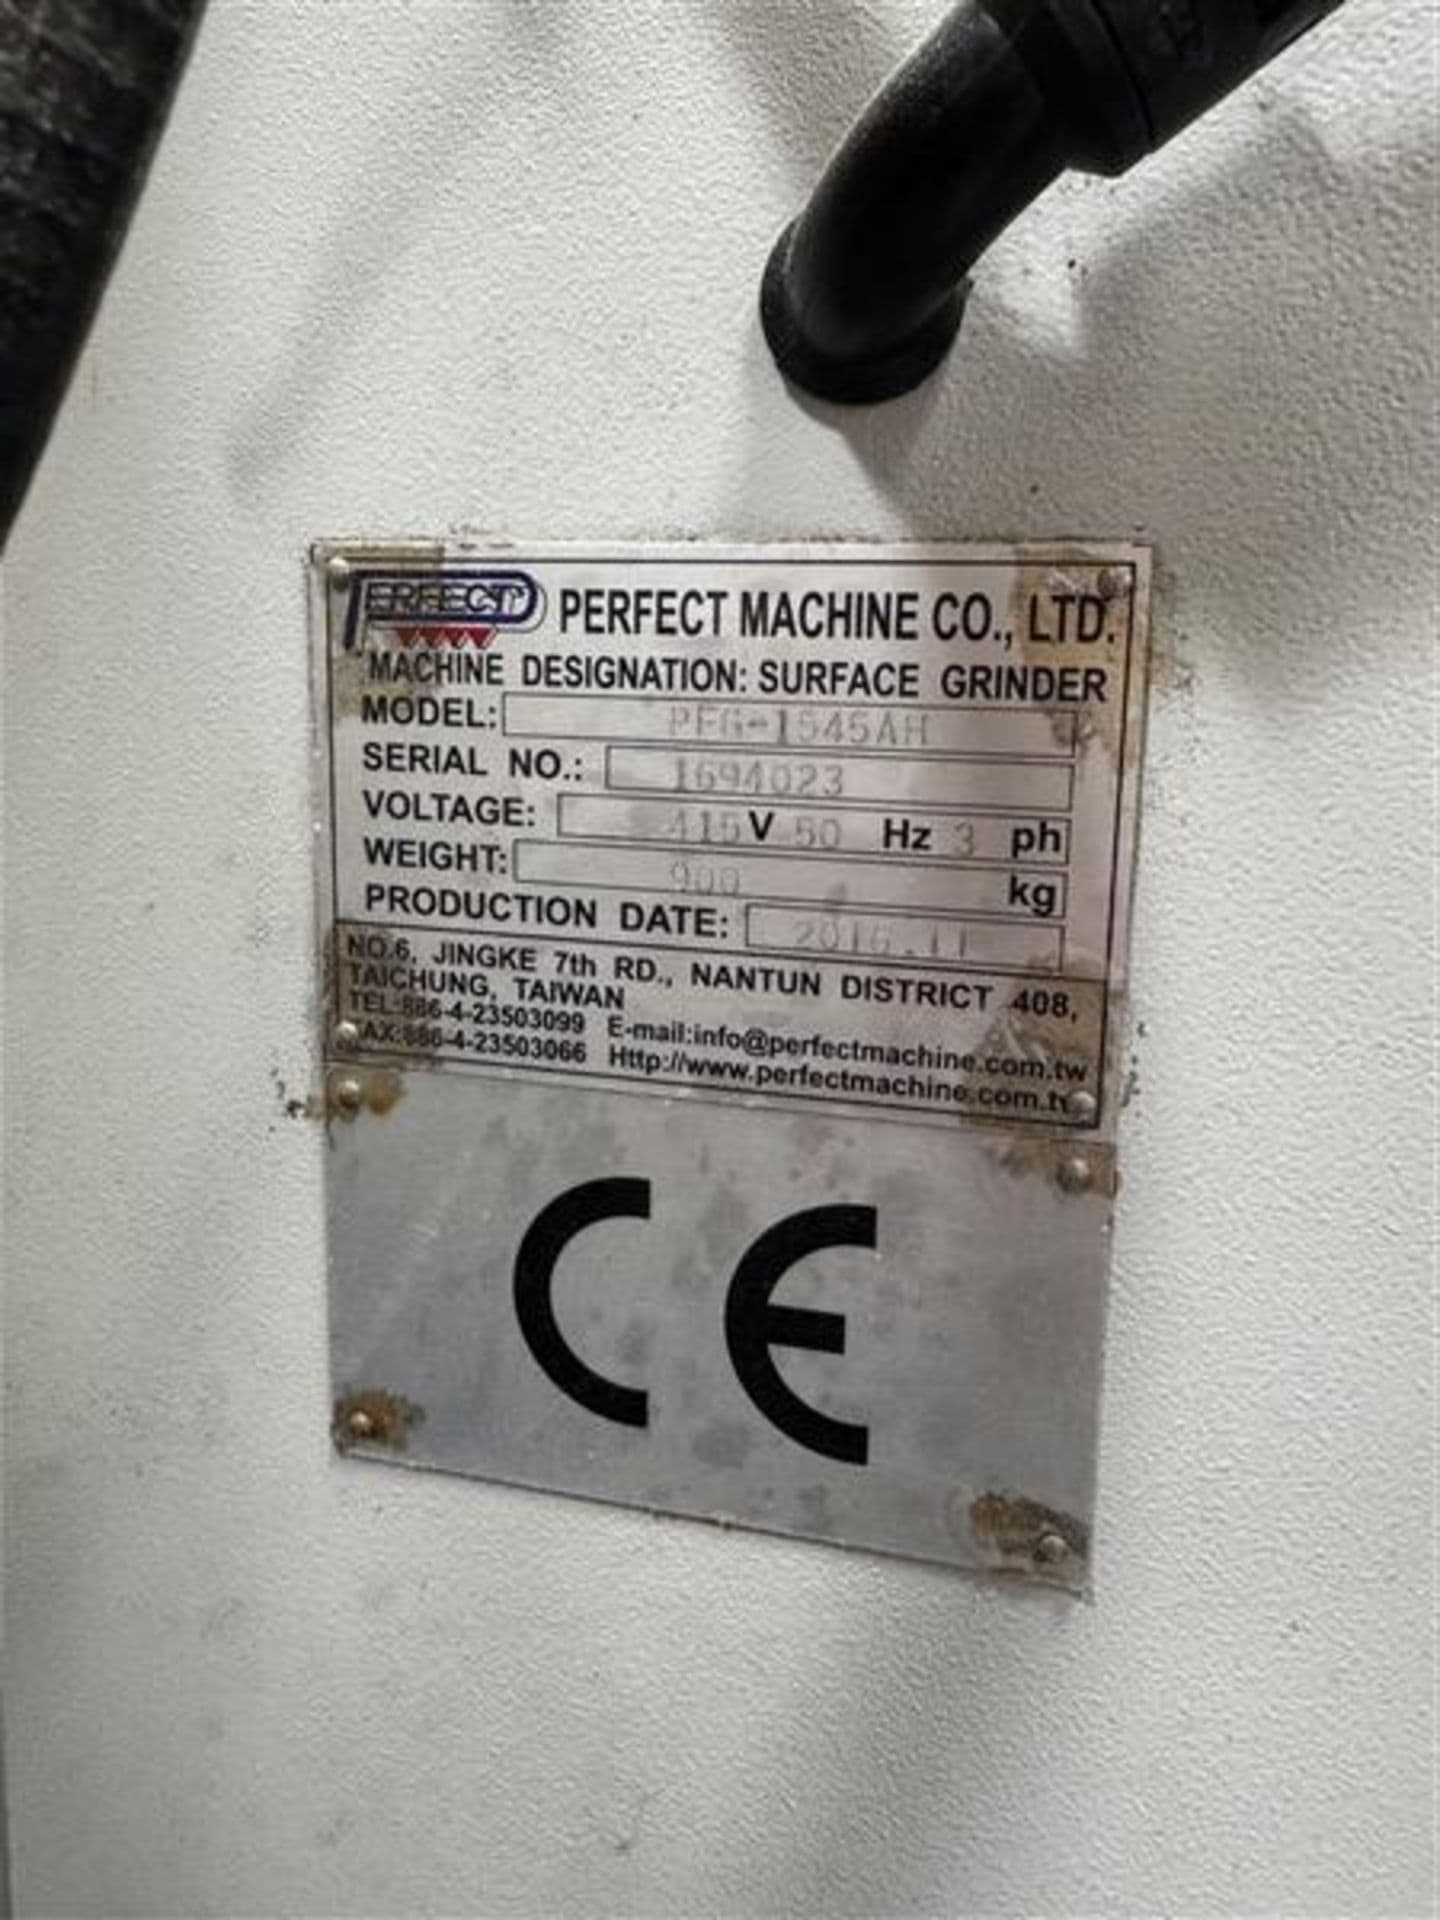 PERFECT PERFECT MACHINE CO., LTD.
MACHINE DESIGNATION: SURFACE GRINDER
MODEL: PFG-1545AH
SERIAL NO.: 1694023
VOLTAGE: 415 V 50 Hz 3 ph
WEIGHT: 900 kg
PRODUCTION DATE: 2016.11
NO.6, JINGKE 7th RD., NANTUN DISTRICT 408,
TAICHUNG, TAIWAN
TEL:886-4-23503099 E-mail:info@perfectmachine.com.tw
FAX:886-4-23503066 Http://www.perfectmachine.com.tw
CE